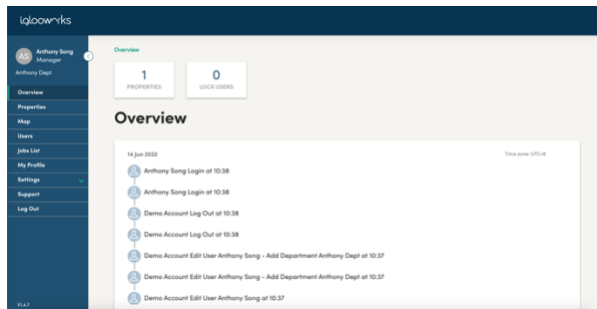 iglooworks
AS
Anthony Song
Manager
Anthony Dept
Overview
Properties
Map
Users
Jobs List
My Profile
Settings
Support
Log Out
V1.4.7
Overview
1
PROPERTIES
0
LOCK USERS
Overview
14 Jun 2022
Time zone: UTC+8
Anthony Song Login at 10:38
Anthony Song Login at 10:38
Demo Account Log Out at 10:38
Demo Account Log Out at 10:38
Demo Account Edit User Anthony Song - Add Department Anthony Dept at 10:37
Demo Account Edit User Anthony Song - Add Department Anthony Dept at 10:37
Demo Account Edit User Anthony Song at 10:37